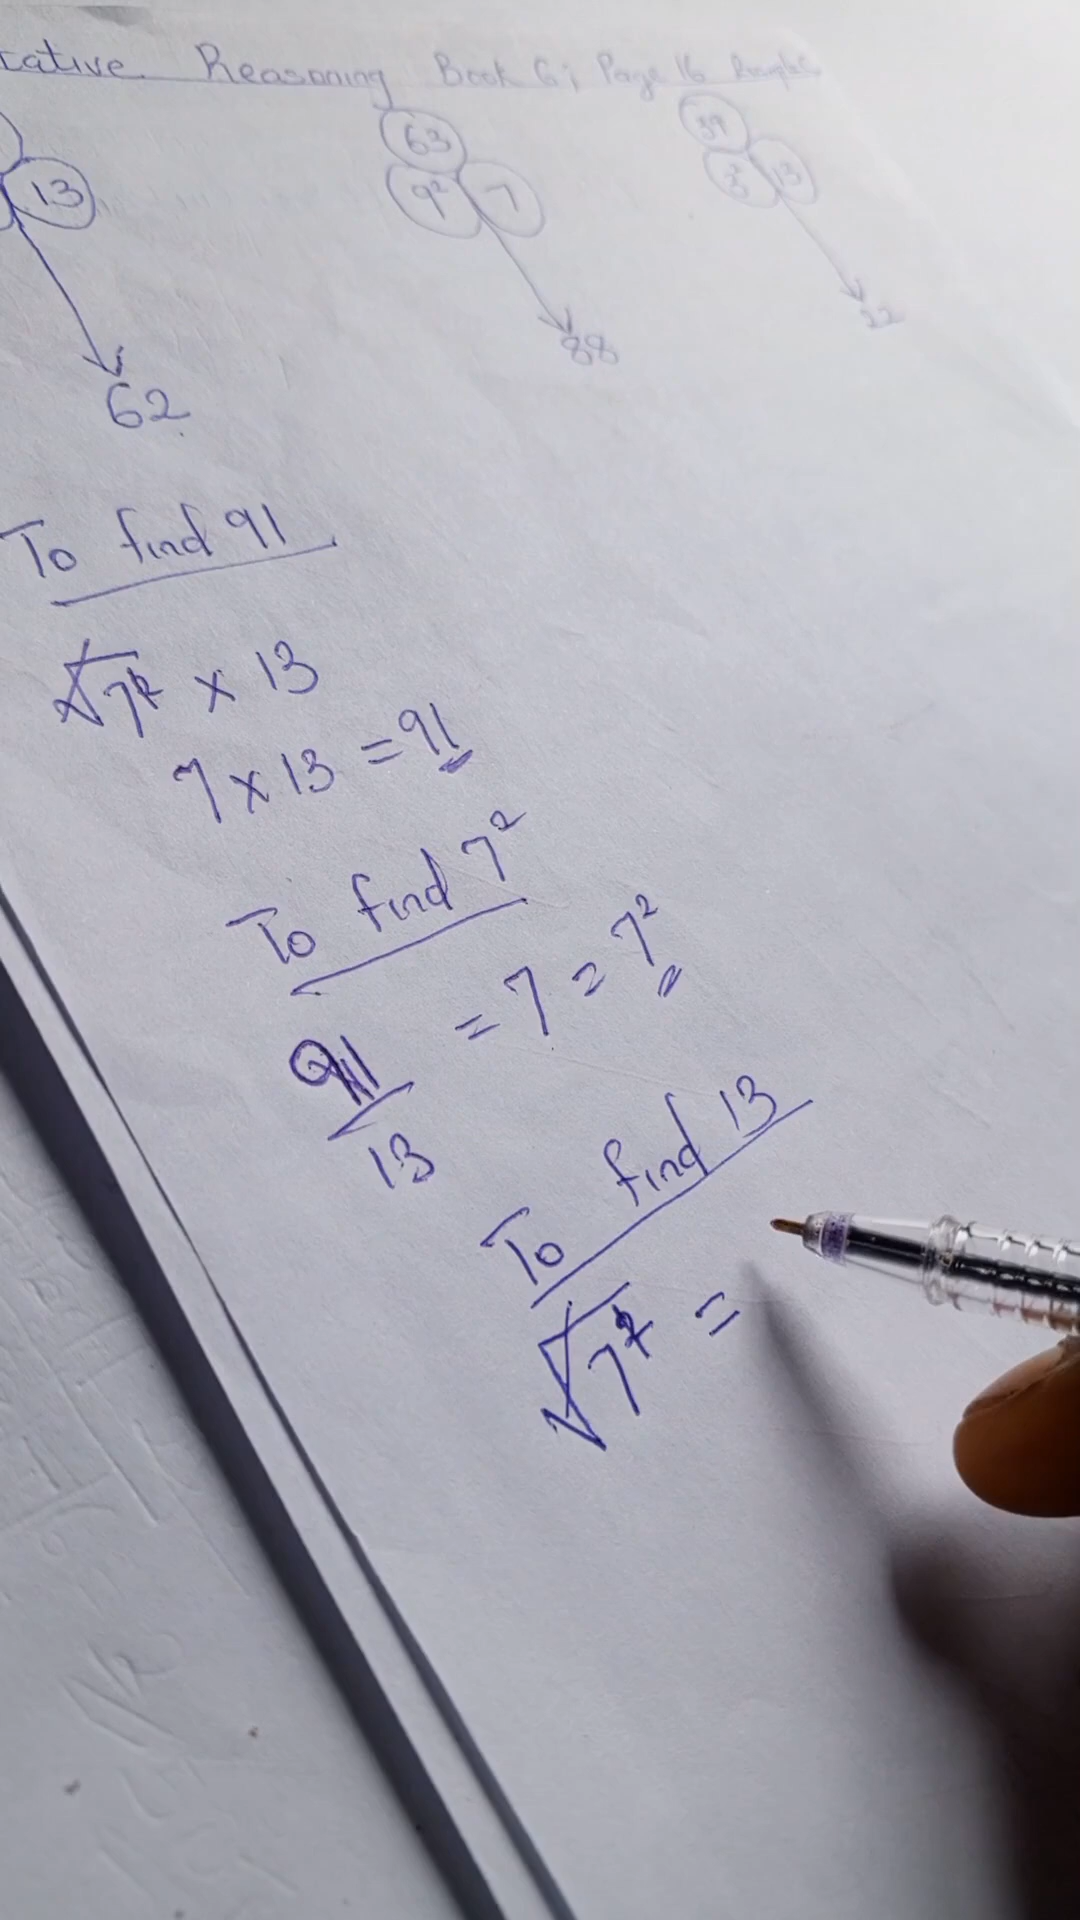 tative Reasoning Book 6; Page 16
63 39
13 9² 7 3² 13
62 88 22
To find 91
√7² × 13
7 × 13 = 91
To find 7²
91/13 = 7 = 7²
To find 13
√7² =